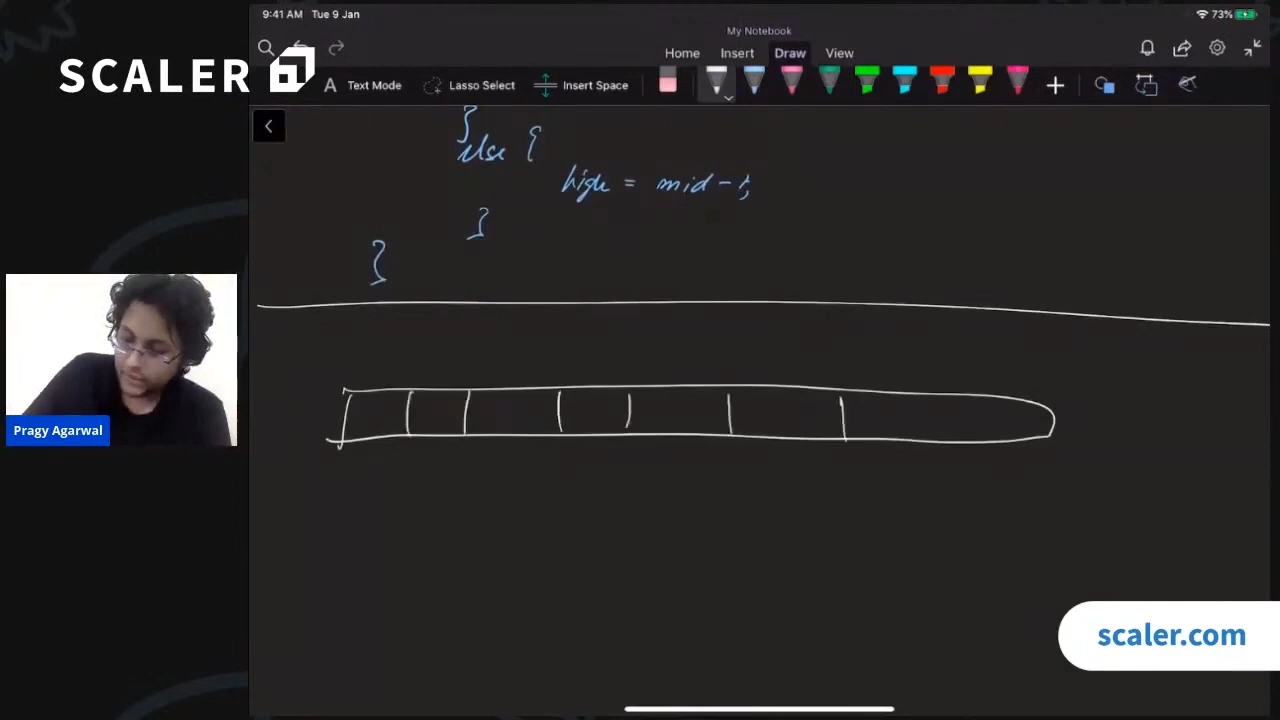 9:41 AM Tue 9 Jan
73%
My Notebook
Home Insert Draw View
SCALER
Text Mode Lasso Select Insert Space
}
else {
high = mid-1;
}
}
Pragy Agarwal
scaler.com